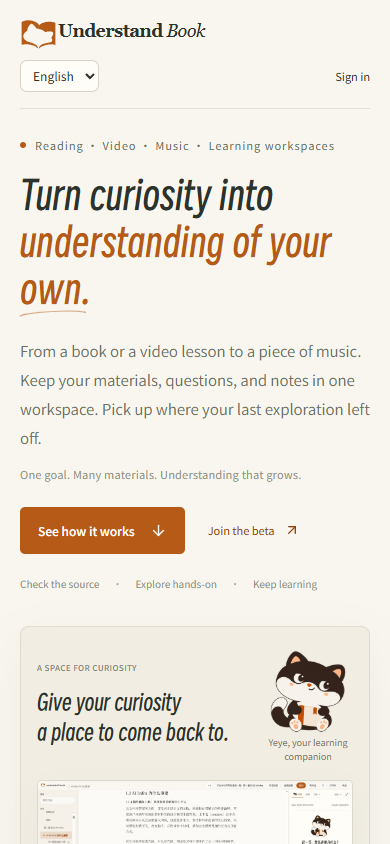 Understand Book
English
Sign in
Reading • Video • Music • Learning workspaces
Turn curiosity into
understanding of your
own.
From a book or a video lesson to a piece of music.
Keep your materials, questions, and notes in one
workspace. Pick up where your last exploration left
off.
One goal. Many materials. Understanding that grows.
See how it works ↓
Join the beta ↗
Check the source • Explore hands-on • Keep learning
A SPACE FOR CURIOSITY
Give your curiosity
a place to come back to.
Yeye, your learning
companion